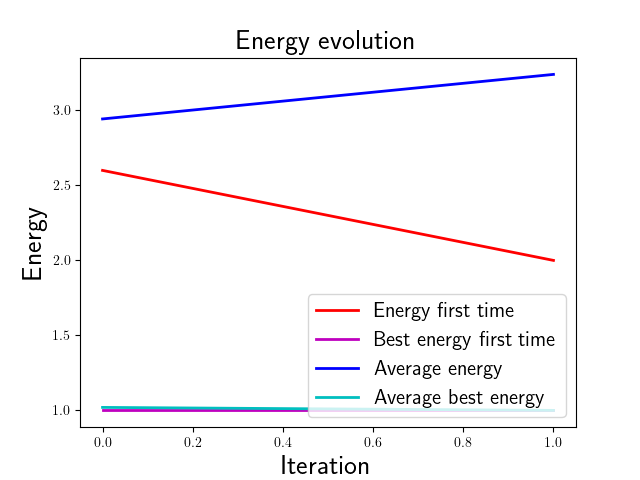 Energy evolution
Energy
3.0
2.5
2.0
1.5
1.0
Energy first time
Best energy first time
Average energy
Average best energy
0.0 0.2 0.4 0.6 0.8 1.0
Iteration